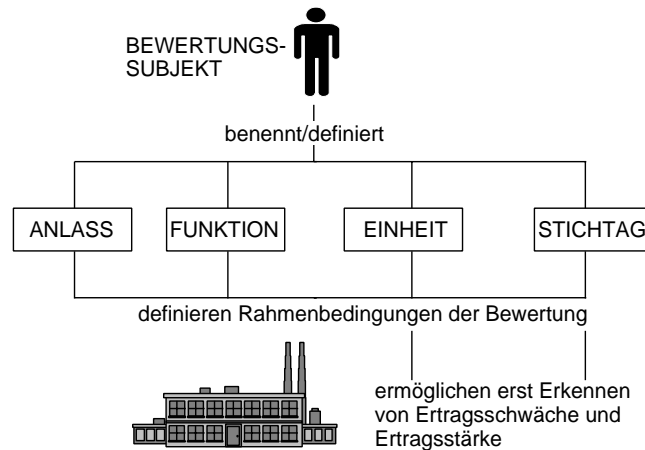 BEWERTUNGS-
SUBJEKT
benennt/definiert
ANLASS FUNKTION EINHEIT STICHTAG
definieren Rahmenbedingungen der Bewertung
ermöglichen erst Erkennen
von Ertragsschwäche und
Ertragsstärke